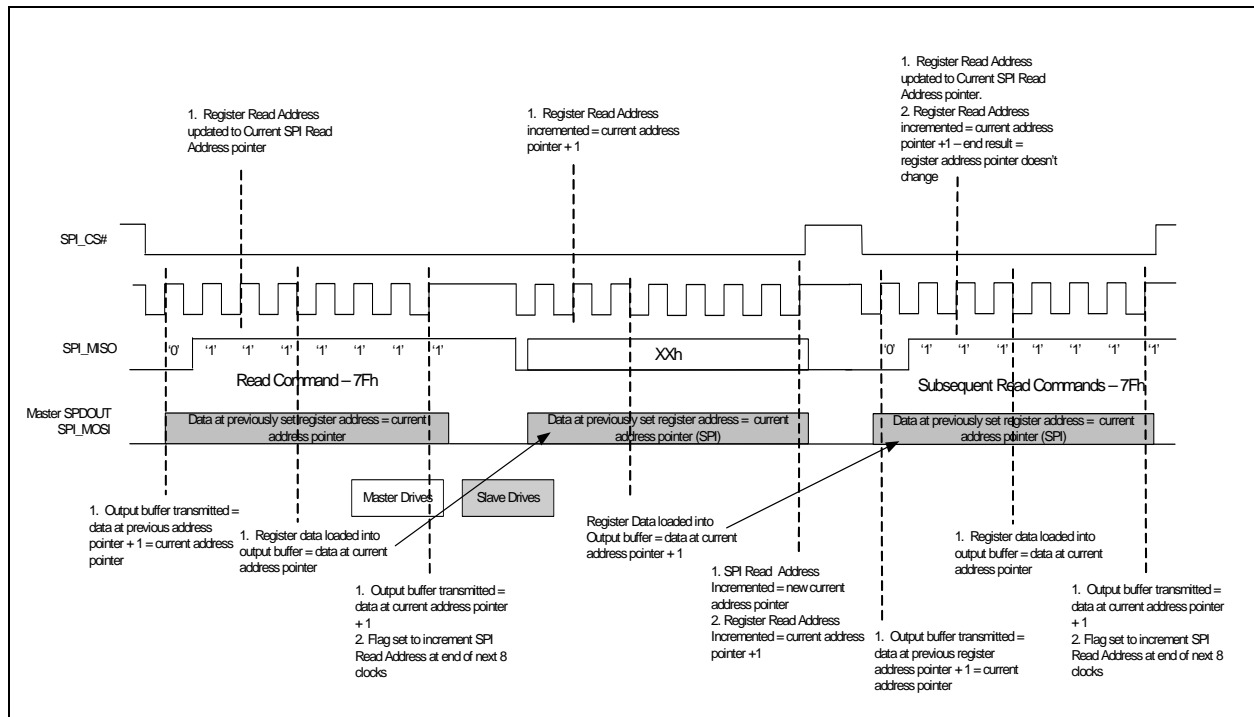 1. Register Read Address
updated to Current SPI Read
Address pointer
1. Register Read Address
incremented = current address
pointer + 1
1. Register Read Address
updated to Current SPI Read
Address pointer.
2. Register Read Address
incremented = current address
pointer +1 – end result =
register address pointer doesn't
change
SPI_CS#
SPI_MISO
'0' '1' '1' '1' '1' '1' '1' '1'
XXh
'0' '1' '1' '1' '1' '1' '1' '1'
Read Command – 7Fh
Subsequent Read Commands – 7Fh
Master SPDOUT
SPI_MOSI
Data at previously set register address = current
address pointer
Data at previously set register address = current
address pointer (SPI)
Data at previously set register address = current
address pointer (SPI)
Master Drives
Slave Drives
1. Output buffer transmitted =
data at previous address
pointer + 1 = current address
pointer
1. Register data loaded into
output buffer = data at current
address pointer
1. Output buffer transmitted =
data at current address pointer
+ 1
2. Flag set to increment SPI
Read Address at end of next 8
clocks
Register Data loaded into
Output buffer = data at current
address pointer + 1
1. SPI Read Address
Incremented = new current
address pointer
2. Register Read Address
Incremented = current address
pointer +1
1. Output buffer transmitted =
data at previous register
address pointer + 1 = current
address pointer
1. Register data loaded into
output buffer = data at current
address pointer
1. Output buffer transmitted =
data at current address pointer
+ 1
2. Flag set to increment SPI
Read Address at end of next 8
clocks